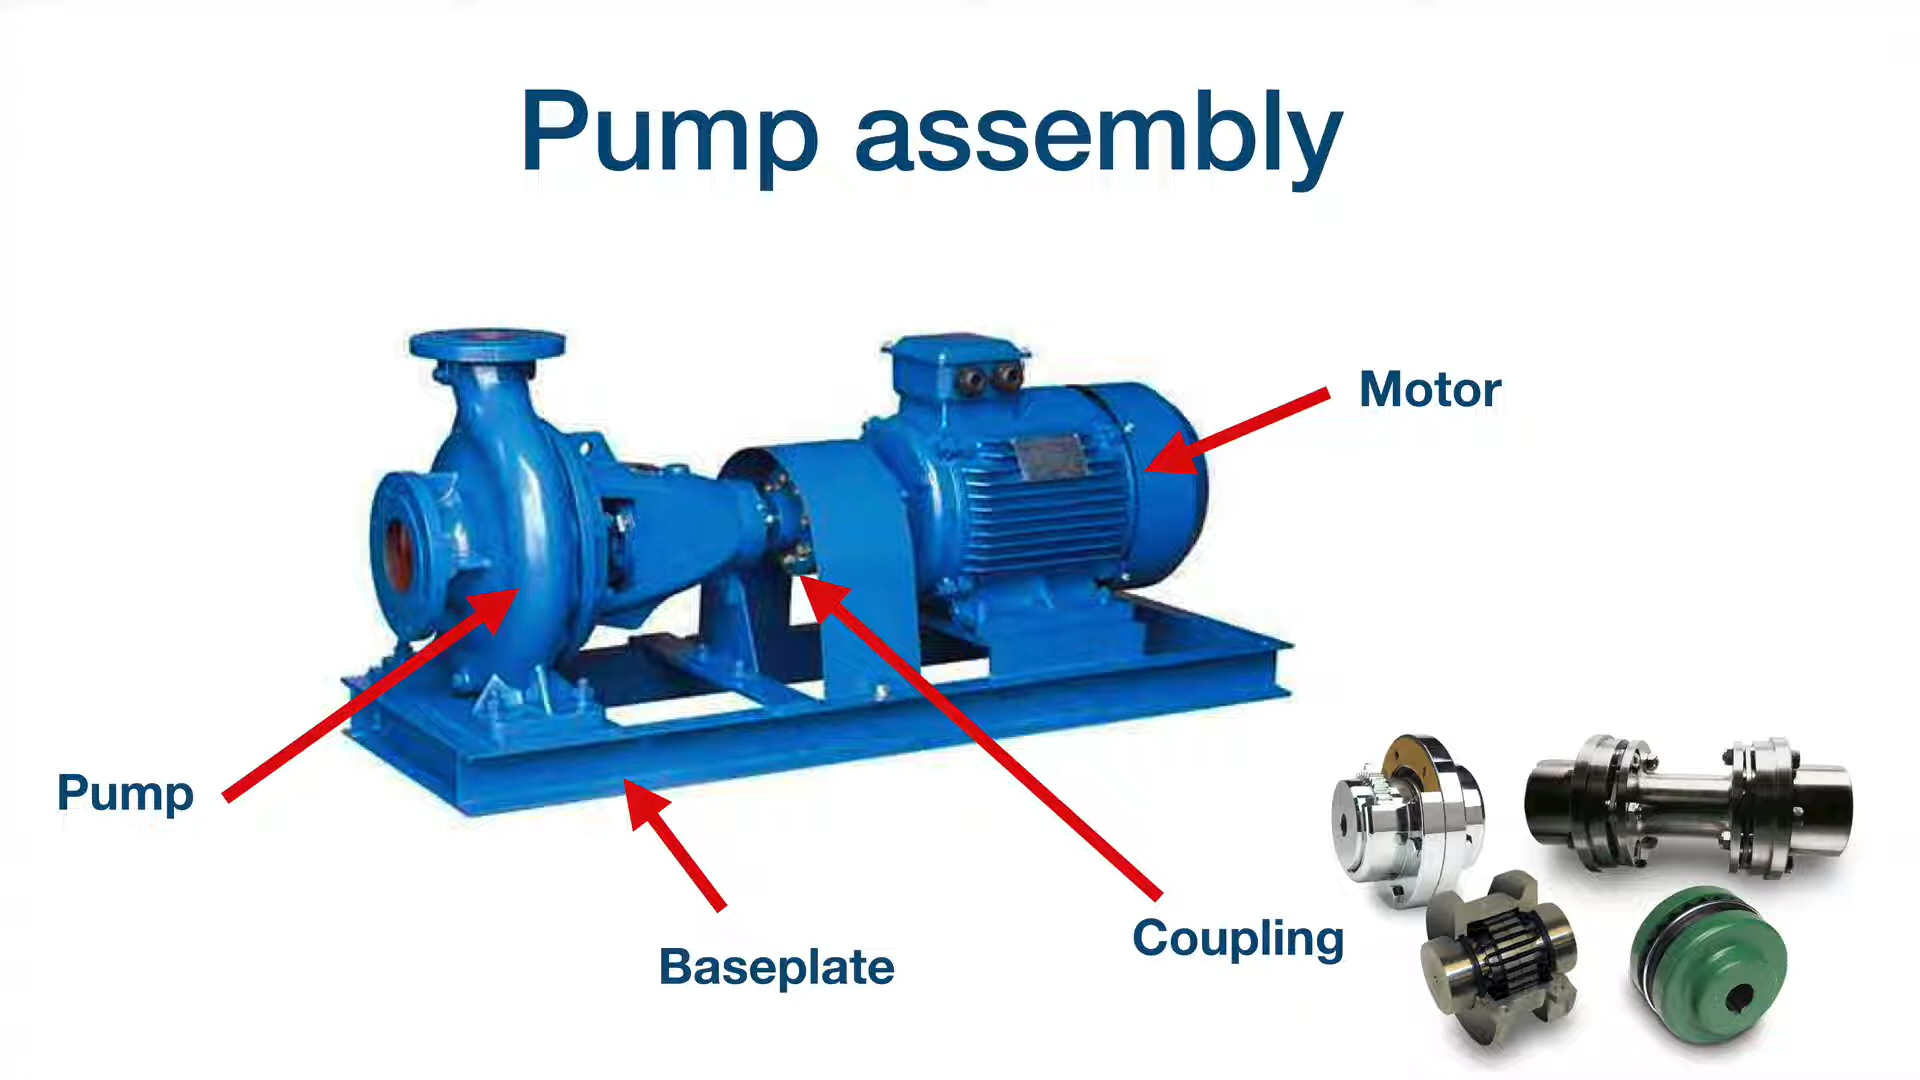 Pump assembly
Motor
Pump
Coupling
Baseplate